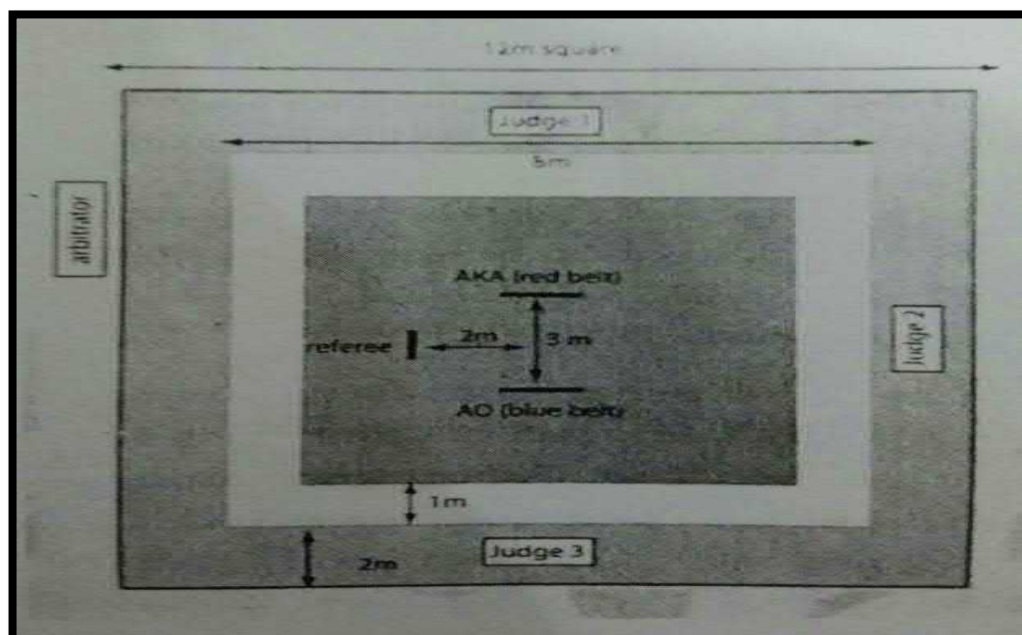 12m square
Judge 1
8m
arbitrator
AKA (red belt)
referee
2m
3 m
Judge 2
AO (blue belt)
1m
Judge 3
2m